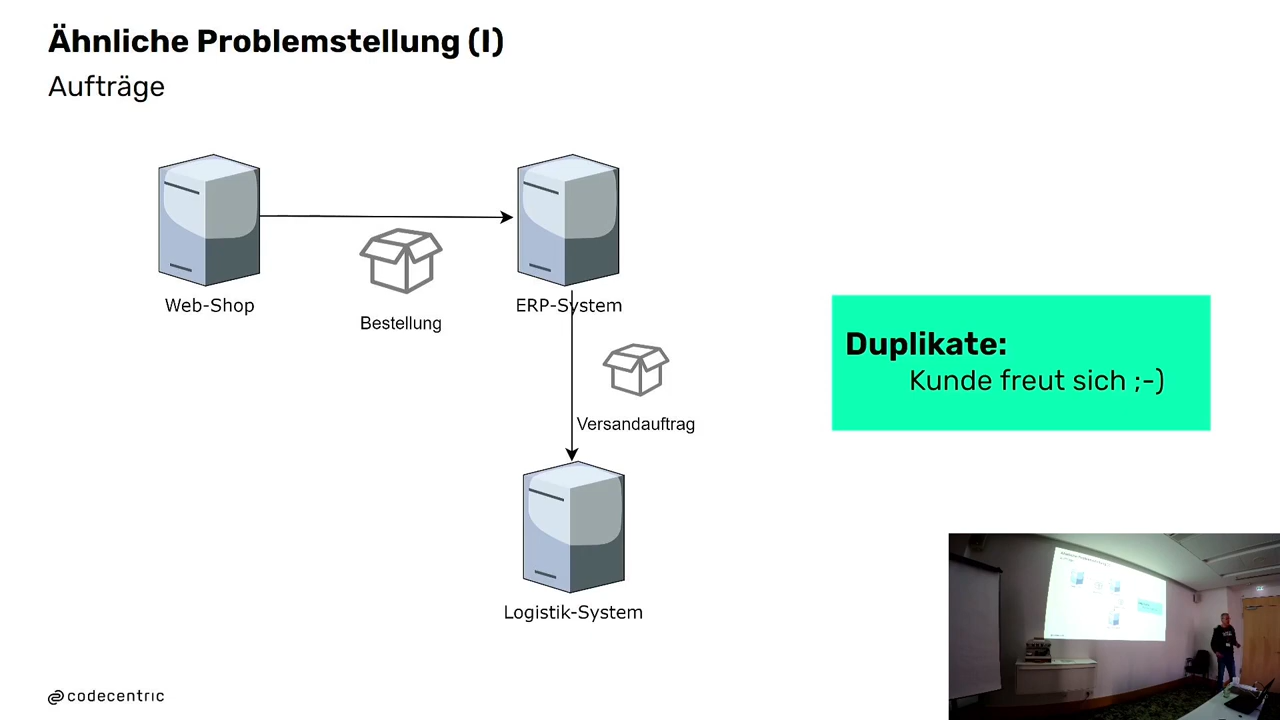 Ähnliche Problemstellung (I)
Aufträge
Web-Shop
Bestellung
ERP-System
Versandauftrag
Logistik-System
Duplikate:
Kunde freut sich ;-)
codecentric